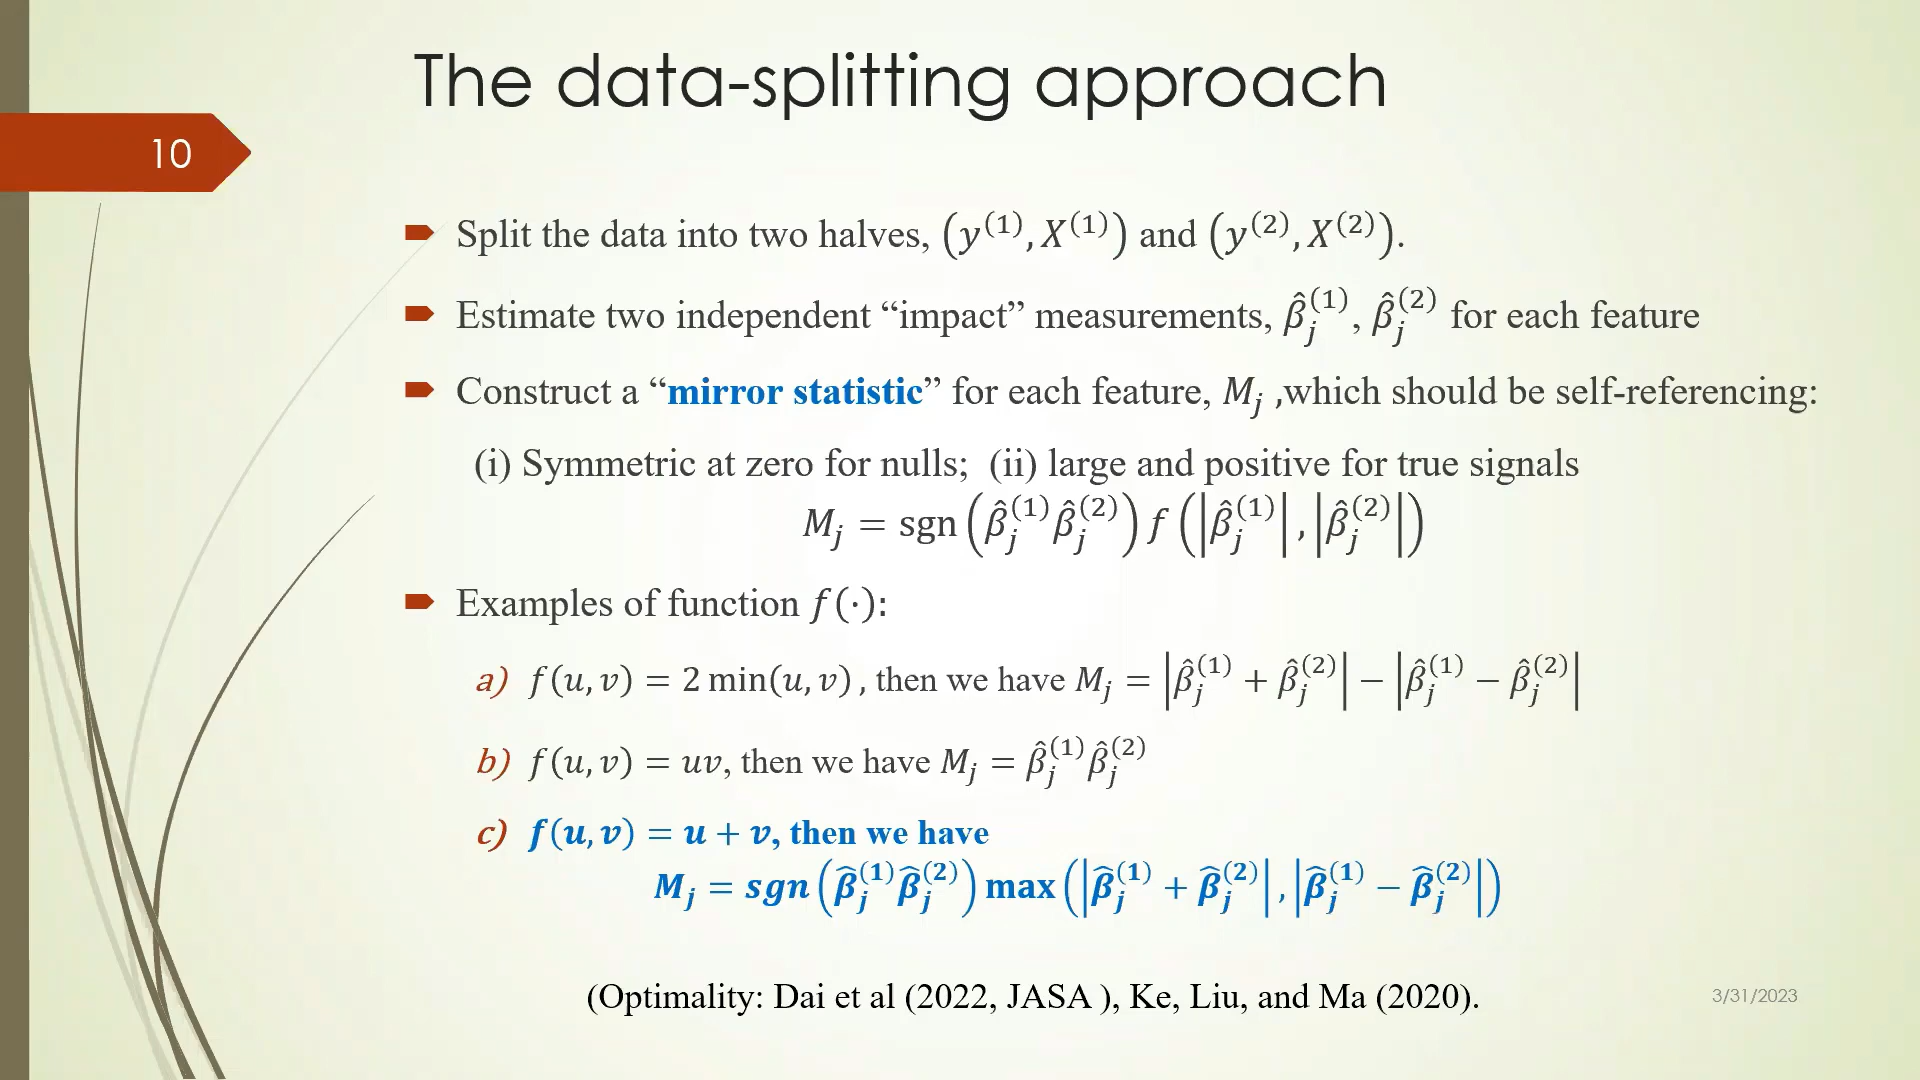 The data-splitting approach
10
Split the data into two halves, (y^(1), X^(1)) and (y^(2), X^(2)).
Estimate two independent “impact” measurements, β̂_j^(1), β̂_j^(2) for each feature
Construct a “mirror statistic” for each feature, M_j ,which should be self-referencing:
(i) Symmetric at zero for nulls; (ii) large and positive for true signals
M_j = sgn(β̂_j^(1) β̂_j^(2)) f(|β̂_j^(1)|, |β̂_j^(2)|)
Examples of function f(·):
a) f(u, v) = 2 min(u, v) , then we have M_j = |β̂_j^(1) + β̂_j^(2)| − |β̂_j^(1) − β̂_j^(2)|
b) f(u, v) = uv, then we have M_j = β̂_j^(1) β̂_j^(2)
c) f(u, v) = u + v, then we have
M_j = sgn(β̂_j^(1) β̂_j^(2)) max(|β̂_j^(1) + β̂_j^(2)|, |β̂_j^(1) − β̂_j^(2)|)
(Optimality: Dai et al (2022, JASA ), Ke, Liu, and Ma (2020).
3/31/2023